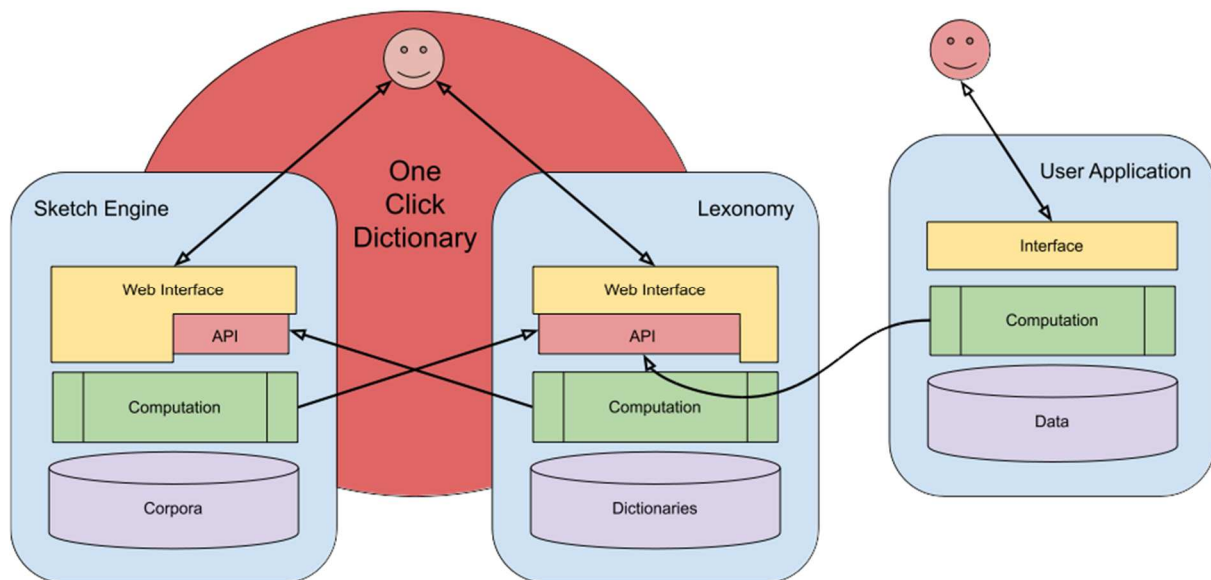 One
Click
Dictionary
Sketch Engine
Web Interface
API
Computation
Corpora
Lexonomy
Web Interface
API
Computation
Dictionaries
User Application
Interface
Computation
Data